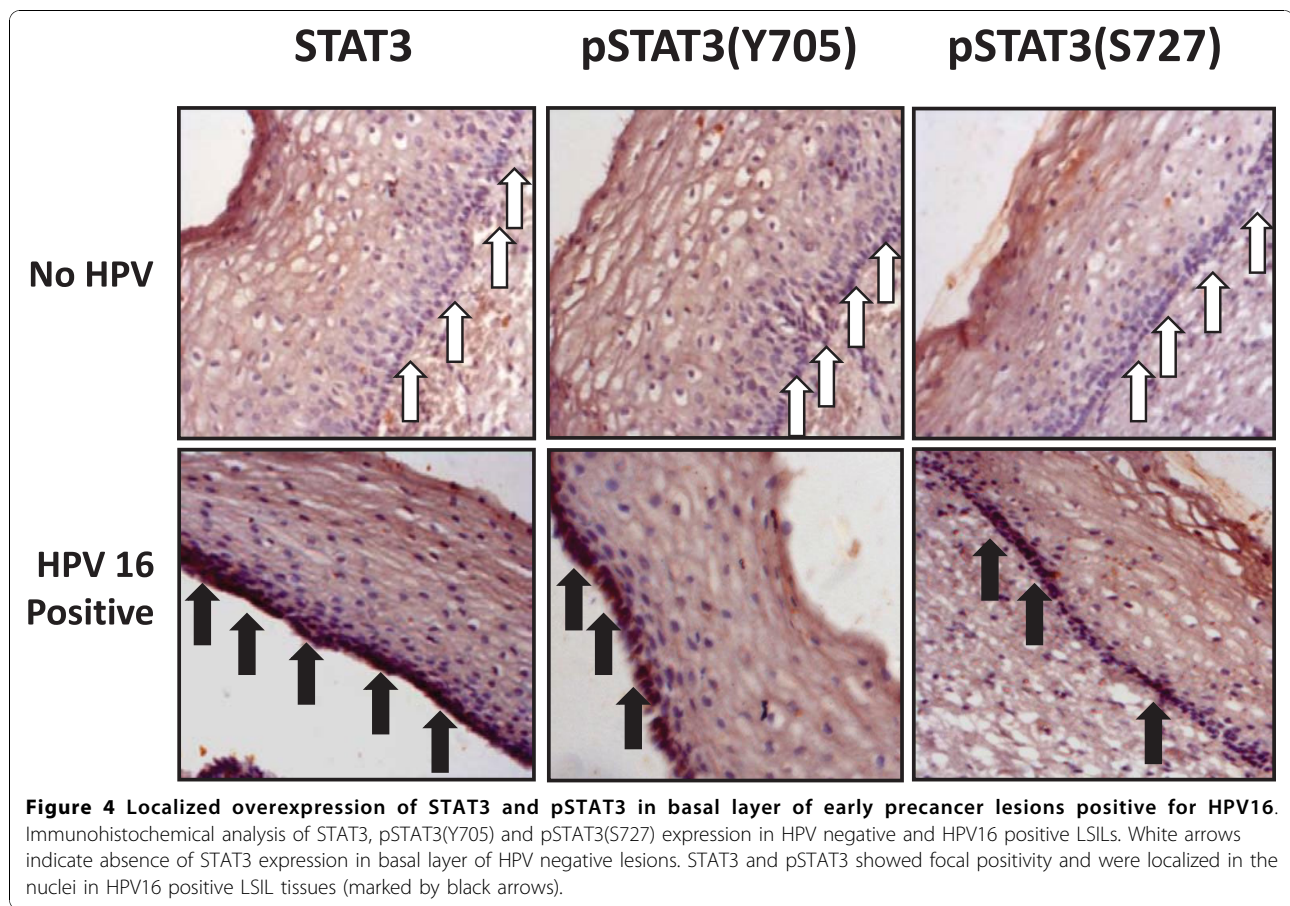 STAT3 pSTAT3(Y705) pSTAT3(S727)
No HPV
HPV 16
Positive
Figure 4 Localized overexpression of STAT3 and pSTAT3 in basal layer of early precancer lesions positive for HPV16.
Immunohistochemical analysis of STAT3, pSTAT3(Y705) and pSTAT3(S727) expression in HPV negative and HPV16 positive LSILs. White arrows
indicate absence of STAT3 expression in basal layer of HPV negative lesions. STAT3 and pSTAT3 showed focal positivity and were localized in the
nuclei in HPV16 positive LSIL tissues (marked by black arrows).